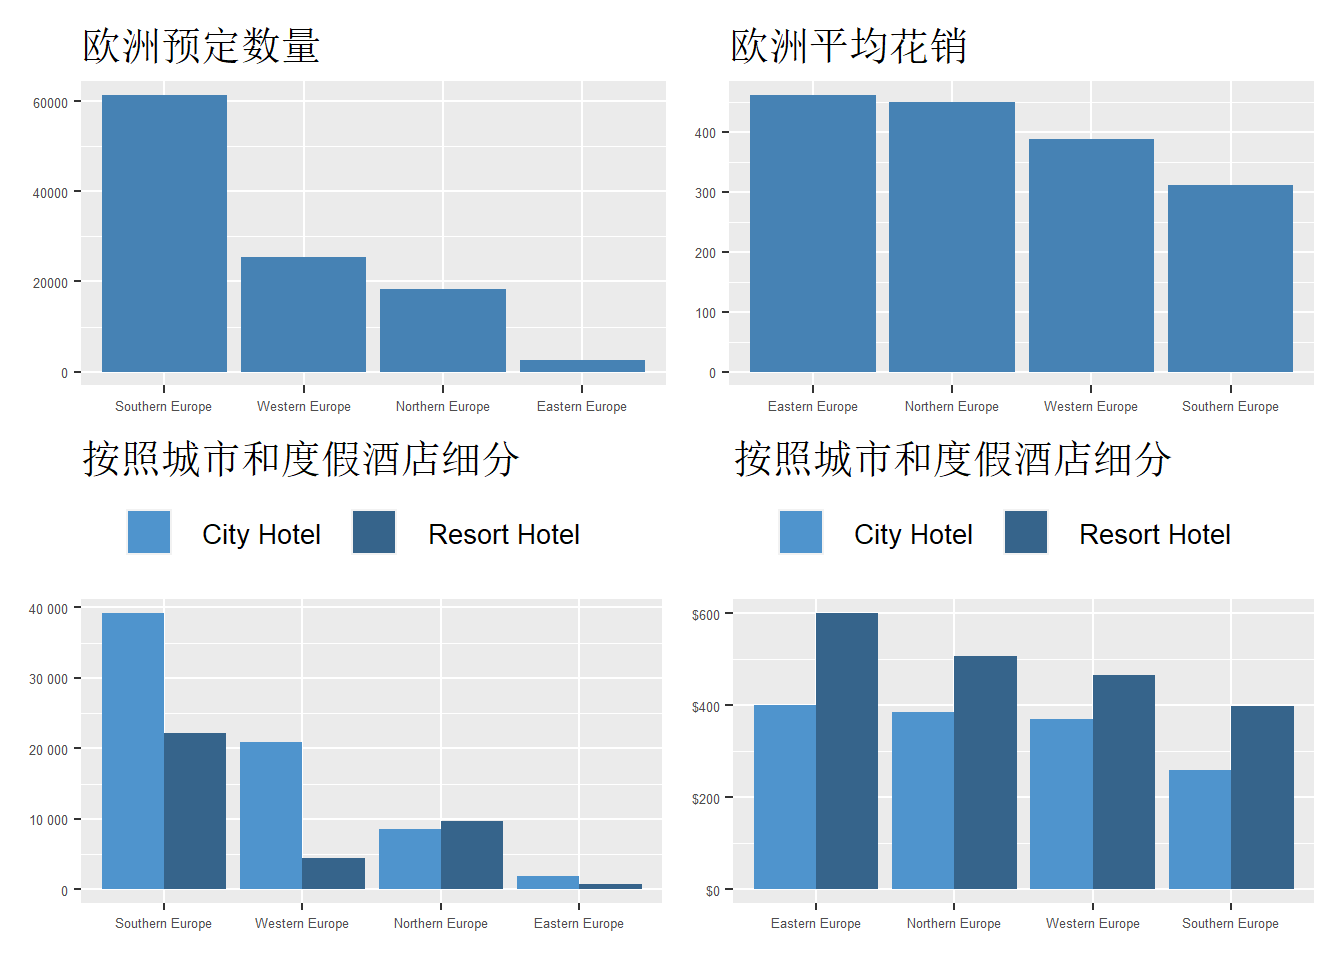 欧洲预定数量
60000
40000
20000
0
Southern Europe Western Europe Northern Europe Eastern Europe
欧洲平均花销
400
300
200
100
0
Eastern Europe Northern Europe Western Europe Southern Europe
按照城市和度假酒店细分
City Hotel Resort Hotel
40 000
30 000
20 000
10 000
0
Southern Europe Western Europe Northern Europe Eastern Europe
按照城市和度假酒店细分
City Hotel Resort Hotel
$600
$400
$200
$0
Eastern Europe Northern Europe Western Europe Southern Europe